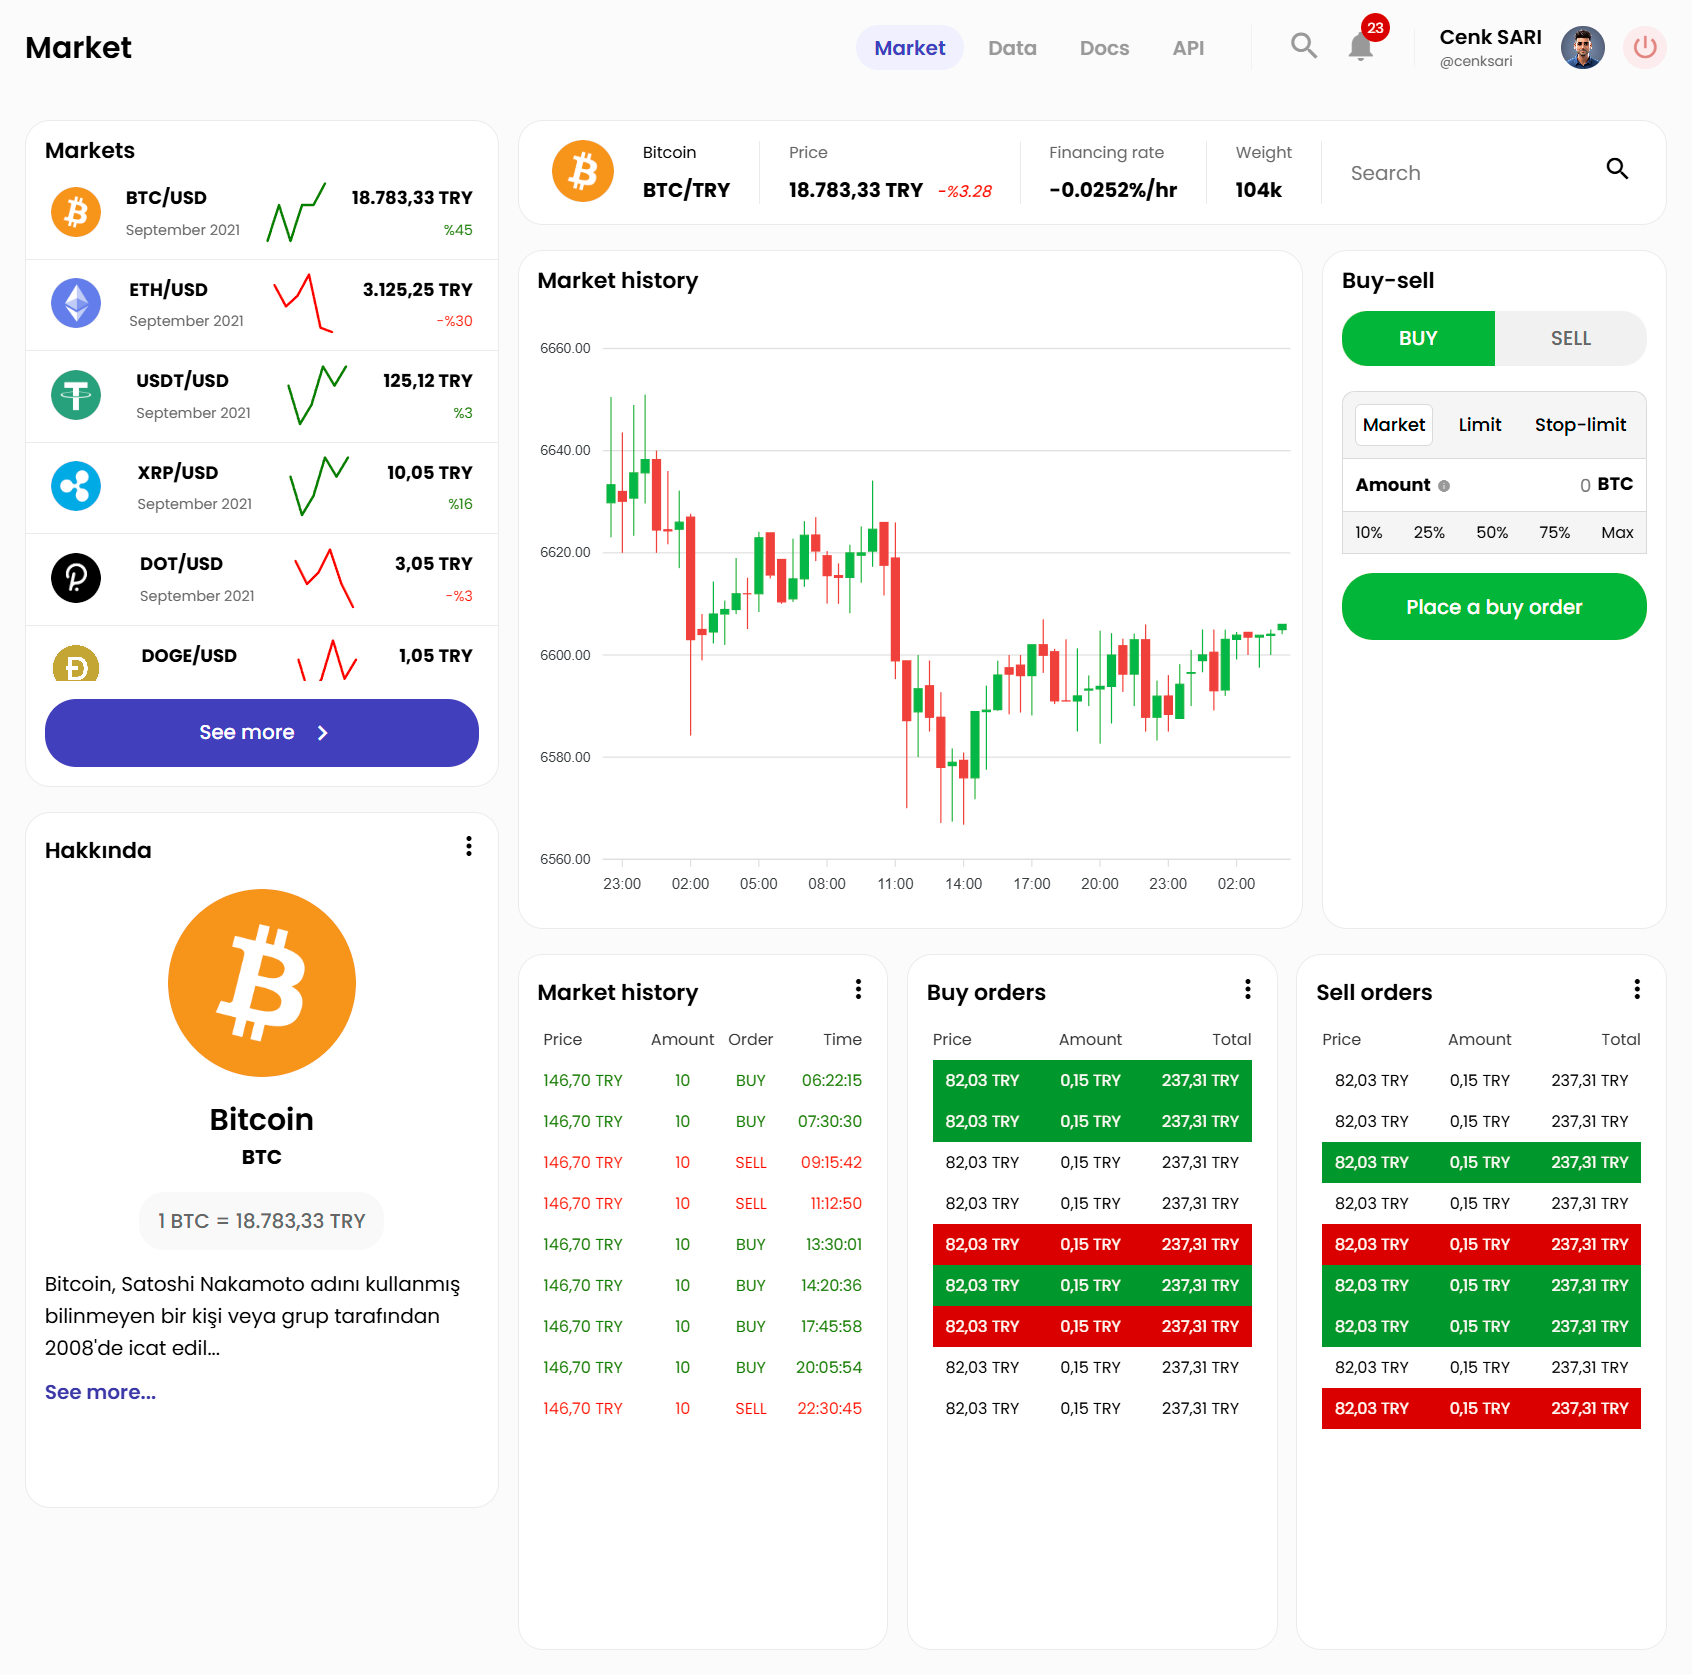 Market
Market Data Docs API
23
Cenk SARI
@cenksari
Markets
BTC/USD 18.783,33 TRY
September 2021 %45
ETH/USD 3.125,25 TRY
September 2021 -%30
USDT/USD 125,12 TRY
September 2021 %3
XRP/USD 10,05 TRY
September 2021 %16
DOT/USD 3,05 TRY
September 2021 -%3
DOGE/USD 1,05 TRY
See more
Hakkında
Bitcoin
BTC
1 BTC = 18.783,33 TRY
Bitcoin, Satoshi Nakamoto adını kullanmış
bilinmeyen bir kişi veya grup tarafından
2008'de icat edil...
See more...
Bitcoin Price Financing rate Weight
BTC/TRY 18.783,33 TRY -%3.28 -0.0252%/hr 104k
Search
Market history
6660.00
6640.00
6620.00
6600.00
6580.00
6560.00
23:00 02:00 05:00 08:00 11:00 14:00 17:00 20:00 23:00 02:00
Buy-sell
BUY SELL
Market Limit Stop-limit
Amount 0 BTC
10% 25% 50% 75% Max
Place a buy order
Market history
Price Amount Order Time
146,70 TRY 10 BUY 06:22:15
146,70 TRY 10 BUY 07:30:30
146,70 TRY 10 SELL 09:15:42
146,70 TRY 10 SELL 11:12:50
146,70 TRY 10 BUY 13:30:01
146,70 TRY 10 BUY 14:20:36
146,70 TRY 10 BUY 17:45:58
146,70 TRY 10 BUY 20:05:54
146,70 TRY 10 SELL 22:30:45
Buy orders
Price Amount Total
82,03 TRY 0,15 TRY 237,31 TRY
82,03 TRY 0,15 TRY 237,31 TRY
82,03 TRY 0,15 TRY 237,31 TRY
82,03 TRY 0,15 TRY 237,31 TRY
82,03 TRY 0,15 TRY 237,31 TRY
82,03 TRY 0,15 TRY 237,31 TRY
82,03 TRY 0,15 TRY 237,31 TRY
82,03 TRY 0,15 TRY 237,31 TRY
82,03 TRY 0,15 TRY 237,31 TRY
Sell orders
Price Amount Total
82,03 TRY 0,15 TRY 237,31 TRY
82,03 TRY 0,15 TRY 237,31 TRY
82,03 TRY 0,15 TRY 237,31 TRY
82,03 TRY 0,15 TRY 237,31 TRY
82,03 TRY 0,15 TRY 237,31 TRY
82,03 TRY 0,15 TRY 237,31 TRY
82,03 TRY 0,15 TRY 237,31 TRY
82,03 TRY 0,15 TRY 237,31 TRY
82,03 TRY 0,15 TRY 237,31 TRY